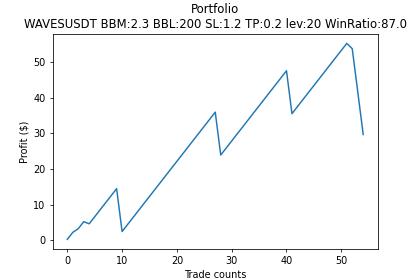 Portfolio
WAVESUSDT BBM:2.3 BBL:200 SL:1.2 TP:0.2 lev:20 WinRatio:87.0
50
40
30
20
10
0
Profit ($)
0 10 20 30 40 50
Trade counts